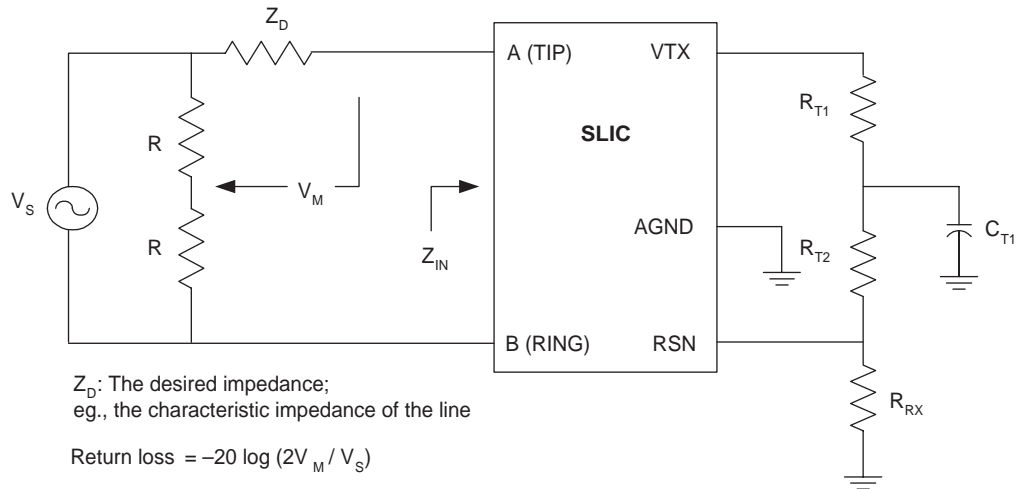 Z_D
A (TIP)
VTX
R_T1
SLIC
R
V_M
V_S
R
Z_IN
AGND
R_T2
C_T1
B (RING)
RSN
Z_D: The desired impedance;
eg., the characteristic impedance of the line
R_RX
Return loss = –20 log (2V_M / V_S)